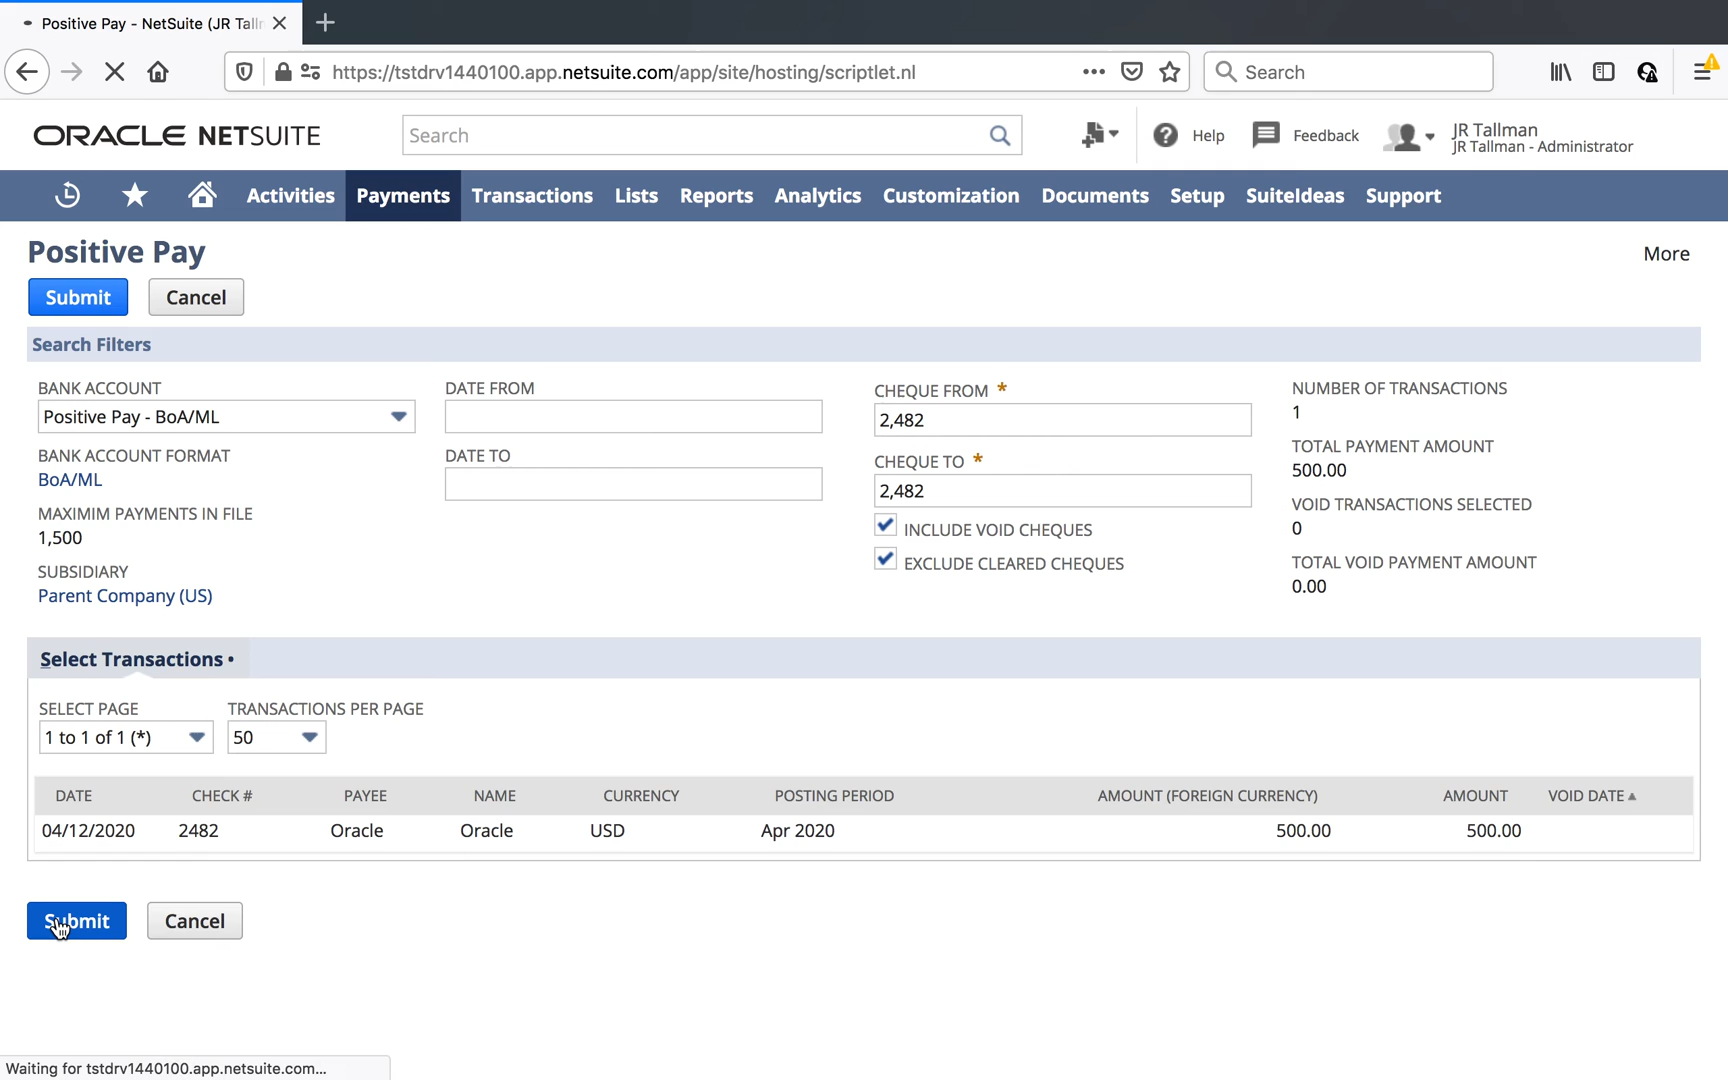 Positive Pay - NetSuite (JR Tall
https://tstdrv1440100.app.netsuite.com/app/site/hosting/scriptlet.nl
Search
ORACLE NETSUITE
Search
Help
Feedback
JR Tallman
JR Tallman - Administrator
Activities
Payments
Transactions
Lists
Reports
Analytics
Customization
Documents
Setup
SuiteIdeas
Support
Positive Pay
More
Submit
Cancel
Search Filters
BANK ACCOUNT
Positive Pay - BoA/ML
BANK ACCOUNT FORMAT
BoA/ML
MAXIMIM PAYMENTS IN FILE
1,500
SUBSIDIARY
Parent Company (US)
DATE FROM
DATE TO
CHEQUE FROM *
2,482
CHEQUE TO *
2,482
INCLUDE VOID CHEQUES
EXCLUDE CLEARED CHEQUES
NUMBER OF TRANSACTIONS
1
TOTAL PAYMENT AMOUNT
500.00
VOID TRANSACTIONS SELECTED
0
TOTAL VOID PAYMENT AMOUNT
0.00
Select Transactions •
SELECT PAGE
1 to 1 of 1 (*)
TRANSACTIONS PER PAGE
50
DATE CHECK # PAYEE NAME CURRENCY POSTING PERIOD AMOUNT (FOREIGN CURRENCY) AMOUNT VOID DATE
04/12/2020 2482 Oracle Oracle USD Apr 2020 500.00 500.00
Submit
Cancel
Waiting for tstdrv1440100.app.netsuite.com...